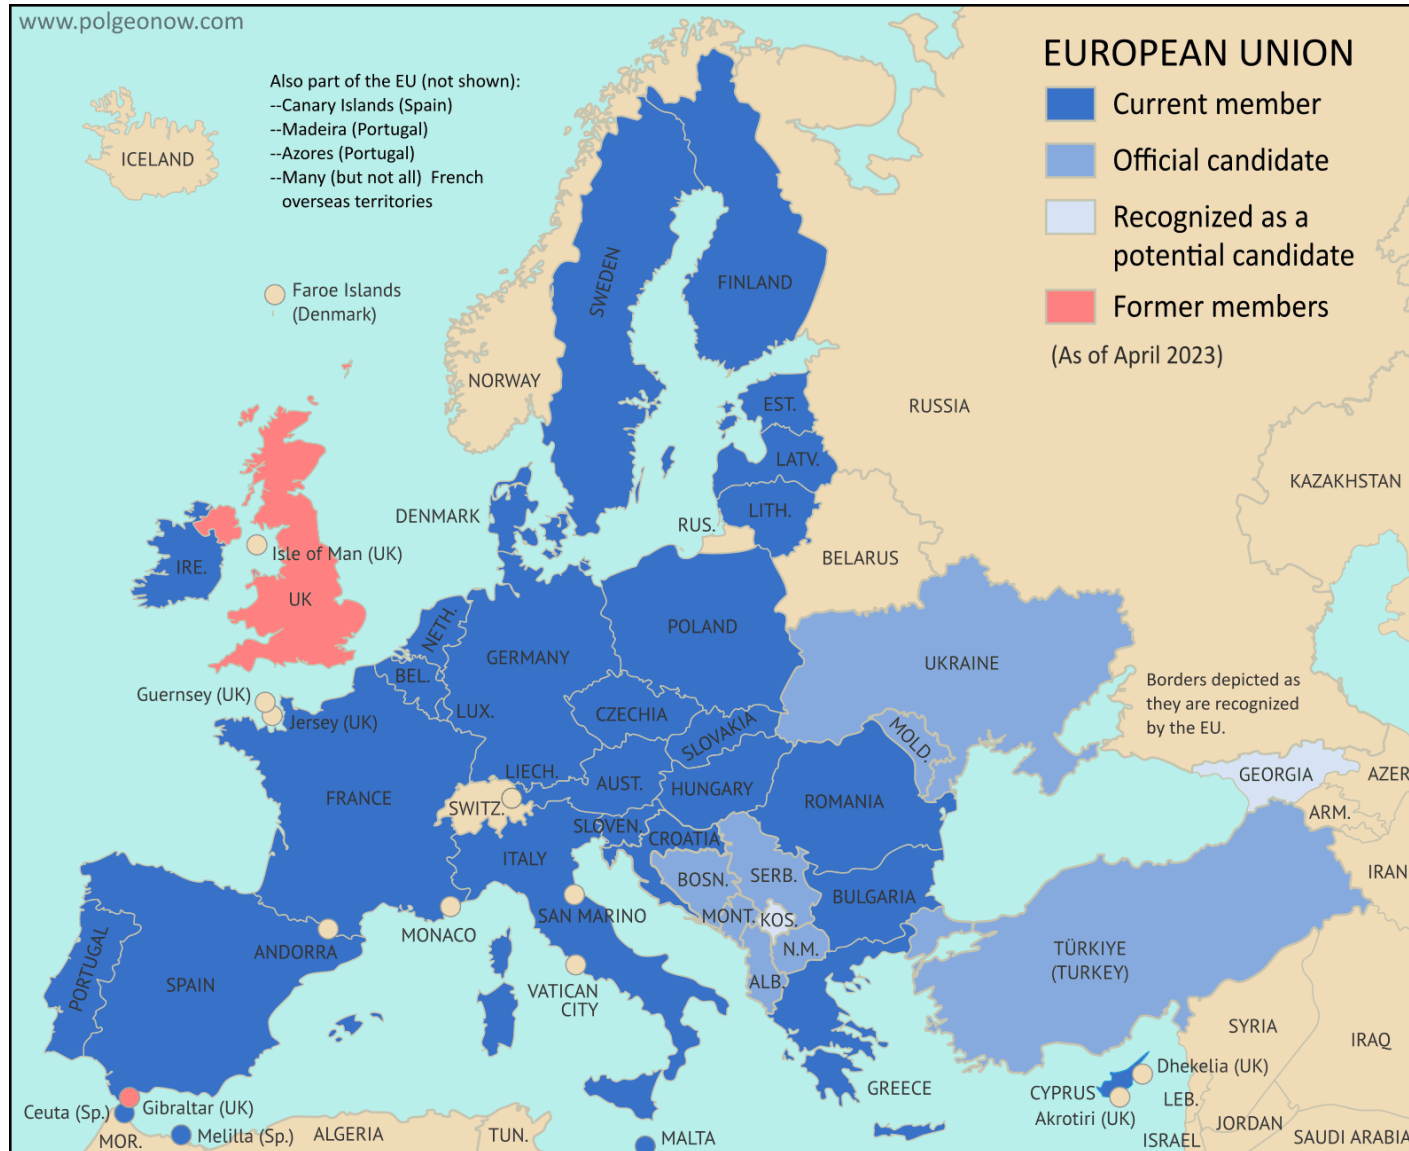 www.polgeonow.com
EUROPEAN UNION
Current member
Official candidate
Recognized as a
potential candidate
Former members
(As of April 2023)
Also part of the EU (not shown):
--Canary Islands (Spain)
--Madeira (Portugal)
--Azores (Portugal)
--Many (but not all) French
overseas territories
ICELAND
Faroe Islands
(Denmark)
SWEDEN
FINLAND
NORWAY
RUSSIA
EST.
LATV.
LITH.
KAZAKHSTAN
DENMARK
RUS.
BELARUS
IRE.
Isle of Man (UK)
UK
NETH.
POLAND
GERMANY
UKRAINE
BEL.
Guernsey (UK)
Jersey (UK)
LUX.
CZECHIA
SLOVAKIA
MOLD.
Borders depicted as
they are recognized
by the EU.
LIECH.
AUST.
HUNGARY
FRANCE
SWITZ.
ROMANIA
GEORGIA
AZER
ARM.
SLOVEN.
CROATIA
ITALY
BOSN.
SERB.
BULGARIA
IRAN
SAN MARINO
MONT.
KOS.
MONACO
ANDORRA
N.M.
TÜRKIYE
(TURKEY)
PORTUGAL
SPAIN
ALB.
VATICAN
CITY
SYRIA
IRAQ
GREECE
Dhekelia (UK)
CYPRUS
Akrotiri (UK)
LEB.
Ceuta (Sp.)
Gibraltar (UK)
Melilla (Sp.)
MOR.
ALGERIA
TUN.
MALTA
JORDAN
ISRAEL
SAUDI ARABIA